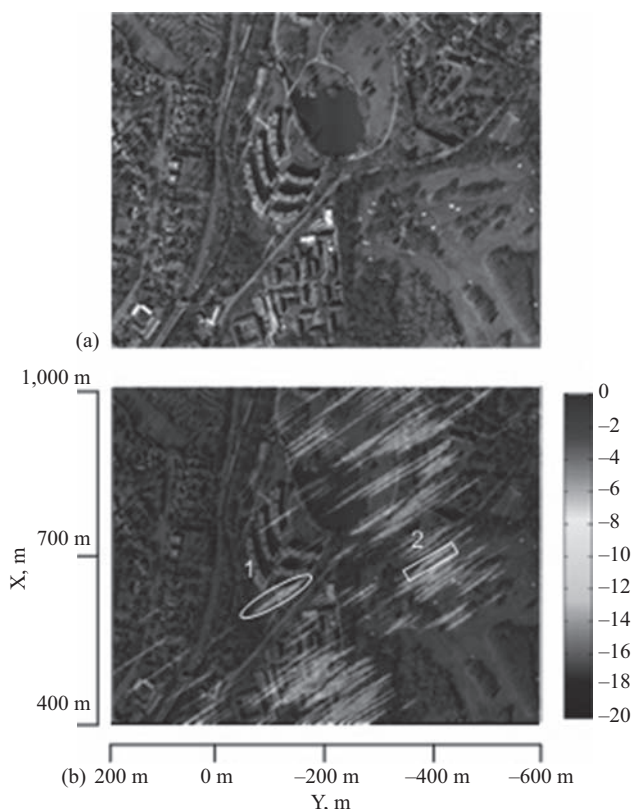 (a)
1,000 m
700 m
400 m
X, m
1
2
0
–2
–4
–6
–8
–10
–12
–14
–16
–18
–20
(b)
200 m
0 m
–200 m
–400 m
–600 m
Y, m